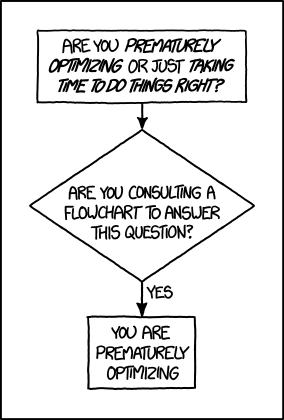 ARE YOU PREMATURELY
OPTIMIZING OR JUST TAKING
TIME TO DO THINGS RIGHT?
ARE YOU CONSULTING A
FLOWCHART TO ANSWER
THIS QUESTION?
YES
YOU ARE
PREMATURELY
OPTIMIZING